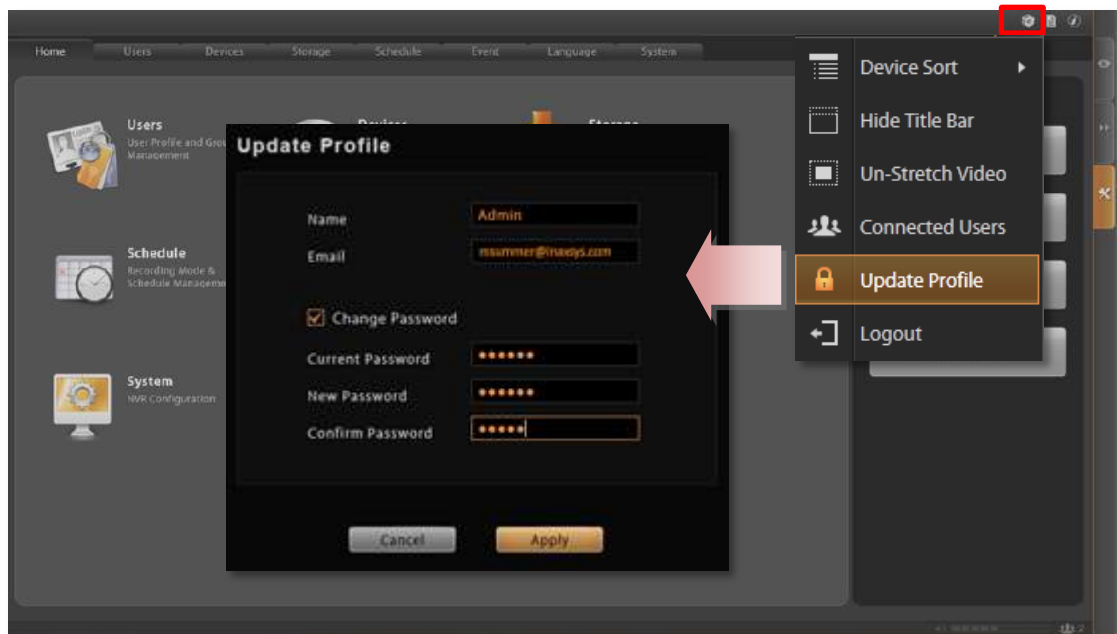 Home Users Devices Storage Schedule Event Language System
Users
User Profile and Grou
Management
Schedule
Recording Mode &
Schedule Manageme
System
NVR Configuration
Update Profile
Name Admin
Email
Change Password
Current Password ••••••
New Password ••••••
Confirm Password •••••
Cancel Apply
Device Sort
Hide Title Bar
Un-Stretch Video
Connected Users
Update Profile
Logout